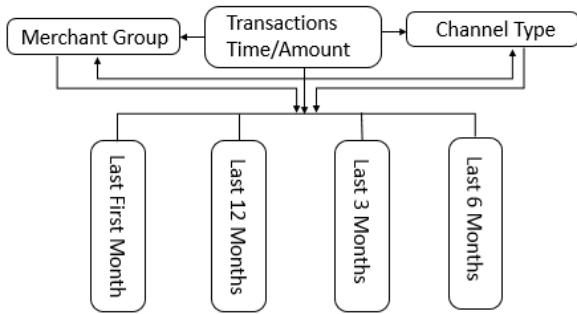 Merchant Group
Transactions
Time/Amount
Channel Type
Last First Month
Last 12 Months
Last 3 Months
Last 6 Months